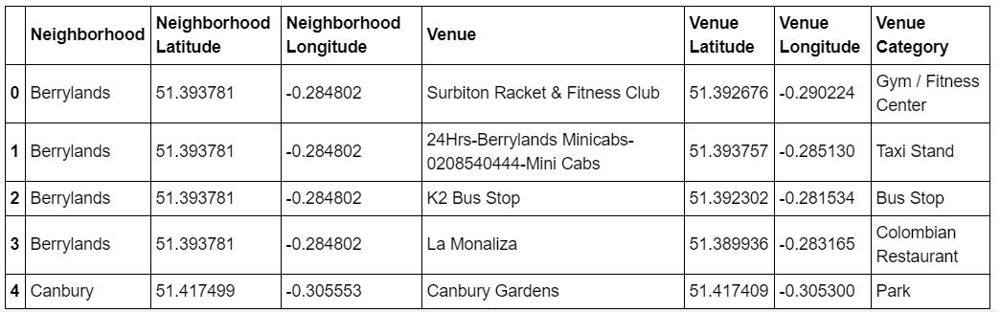 Neighborhood Neighborhood Latitude Neighborhood Longitude Venue Venue Latitude Venue Longitude Venue Category
0 Berrylands 51.393781 -0.284802 Surbiton Racket & Fitness Club 51.392676 -0.290224 Gym / Fitness Center
1 Berrylands 51.393781 -0.284802 24Hrs-Berrylands Minicabs-0208540444-Mini Cabs 51.393757 -0.285130 Taxi Stand
2 Berrylands 51.393781 -0.284802 K2 Bus Stop 51.392302 -0.281534 Bus Stop
3 Berrylands 51.393781 -0.284802 La Monaliza 51.389936 -0.283165 Colombian Restaurant
4 Canbury 51.417499 -0.305553 Canbury Gardens 51.417409 -0.305300 Park